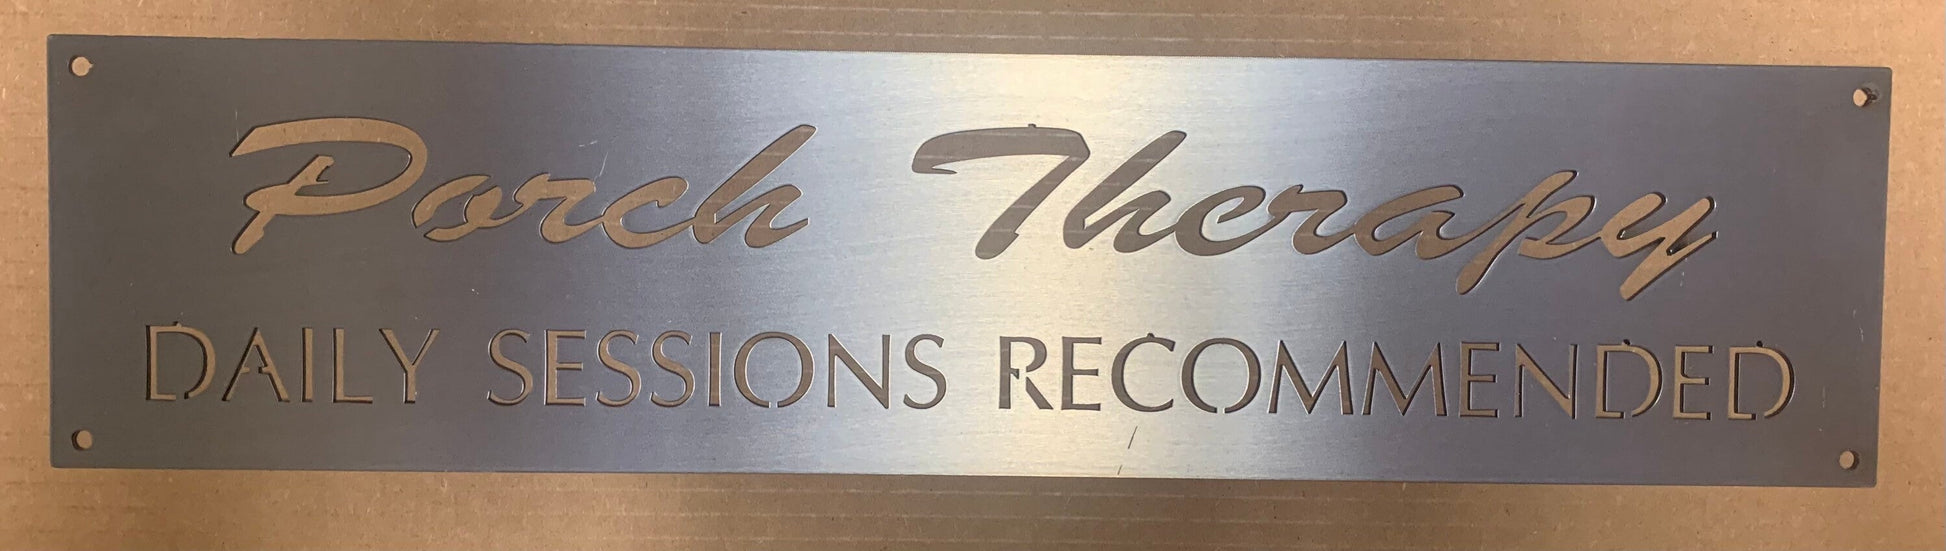 Porch Therapy
DAILY SESSIONS RECOMMENDED